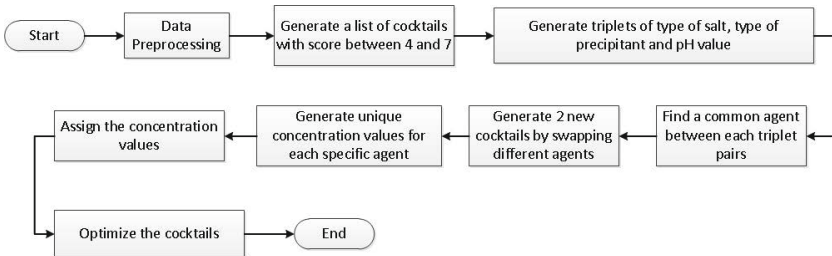 Start
Data
Preprocessing
Generate a list of cocktails
with score between 4 and 7
Generate triplets of type of salt, type of
precipitant and pH value
Find a common agent
between each triplet
pairs
Generate 2 new
cocktails by swapping
different agents
Generate unique
concentration values for
each specific agent
Assign the concentration
values
Optimize the cocktails
End